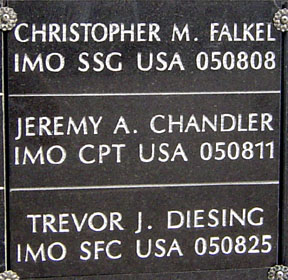 CHRISTOPHER M. FALKEL
IMO SSG USA 050808
JEREMY A. CHANDLER
IMO CPT USA 050811
TREVOR J. DIESING
IMO SFC USA 050825